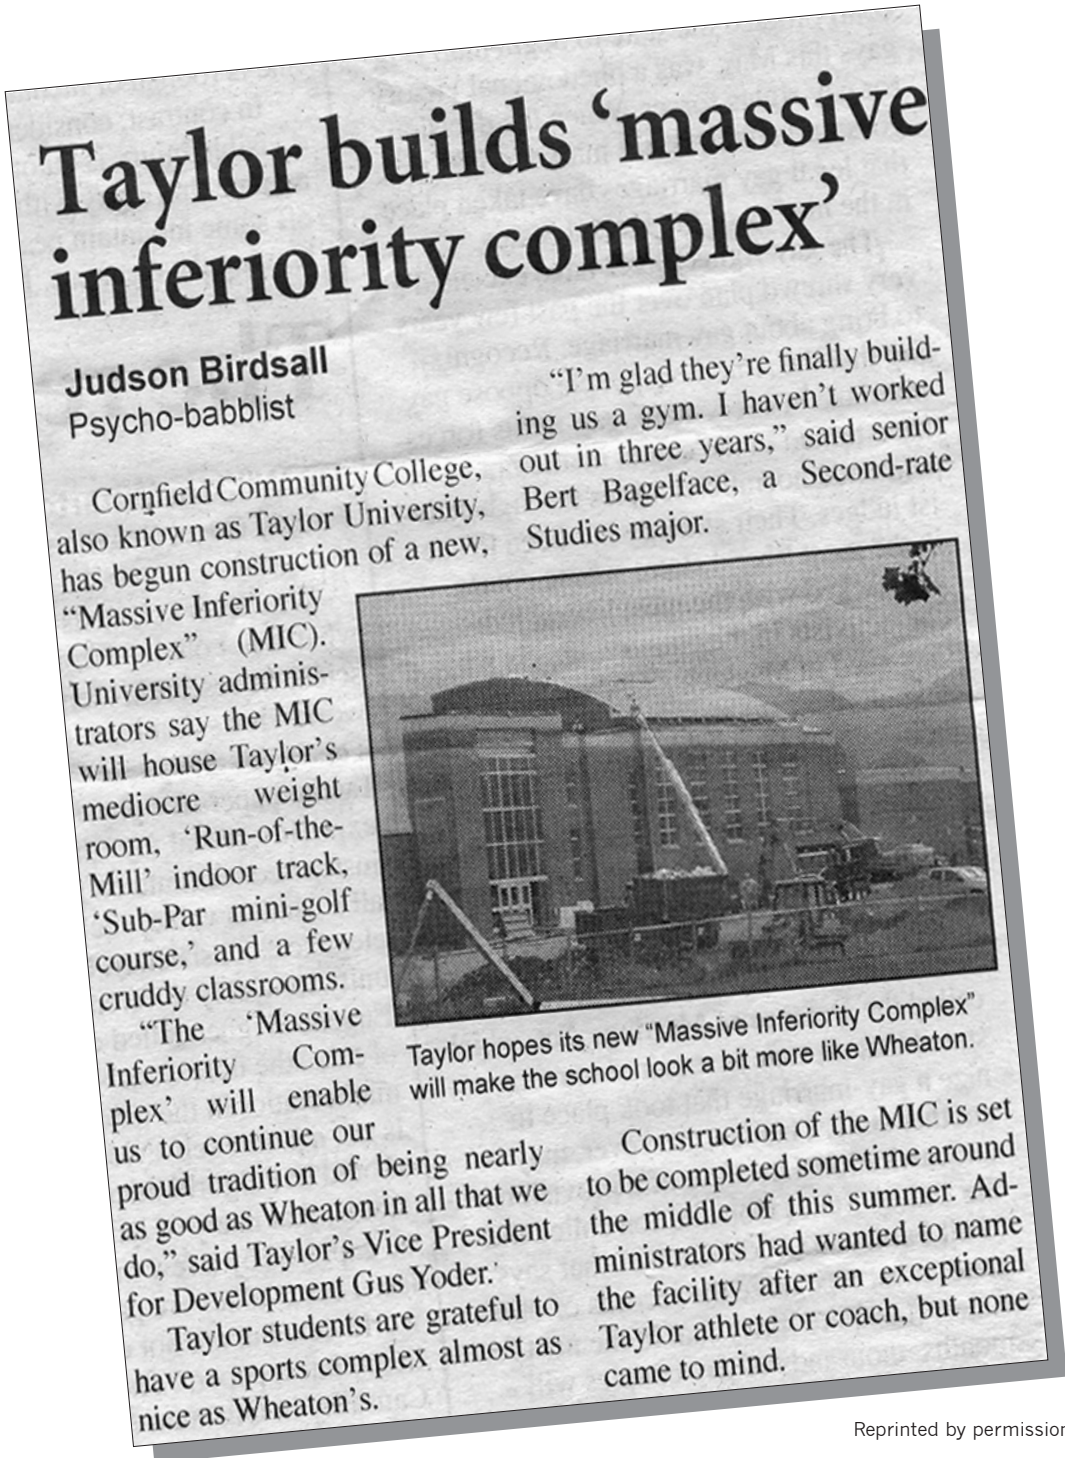 Taylor builds ‘massive
inferiority complex’
Judson Birdsall
Psycho-babblist
Cornfield Community College,
also known as Taylor University,
has begun construction of a new,
“Massive Inferiority
Complex” (MIC).
University adminis-
trators say the MIC
will house Taylor’s
mediocre weight
room, ‘Run-of-the-
Mill’ indoor track,
‘Sub-Par mini-golf
course,’ and a few
cruddy classrooms.
“The ‘Massive
Inferiority Com-
plex’ will enable
us to continue our
proud tradition of being nearly
as good as Wheaton in all that we
do,” said Taylor’s Vice President
for Development Gus Yoder.
Taylor students are grateful to
have a sports complex almost as
nice as Wheaton’s.
“I’m glad they’re finally build-
ing us a gym. I haven’t worked
out in three years,” said senior
Bert Bagelface, a Second-rate
Studies major.
Taylor hopes its new “Massive Inferiority Complex”
will make the school look a bit more like Wheaton.
Construction of the MIC is set
to be completed sometime around
the middle of this summer. Ad-
ministrators had wanted to name
the facility after an exceptional
Taylor athlete or coach, but none
came to mind.
Reprinted by permission